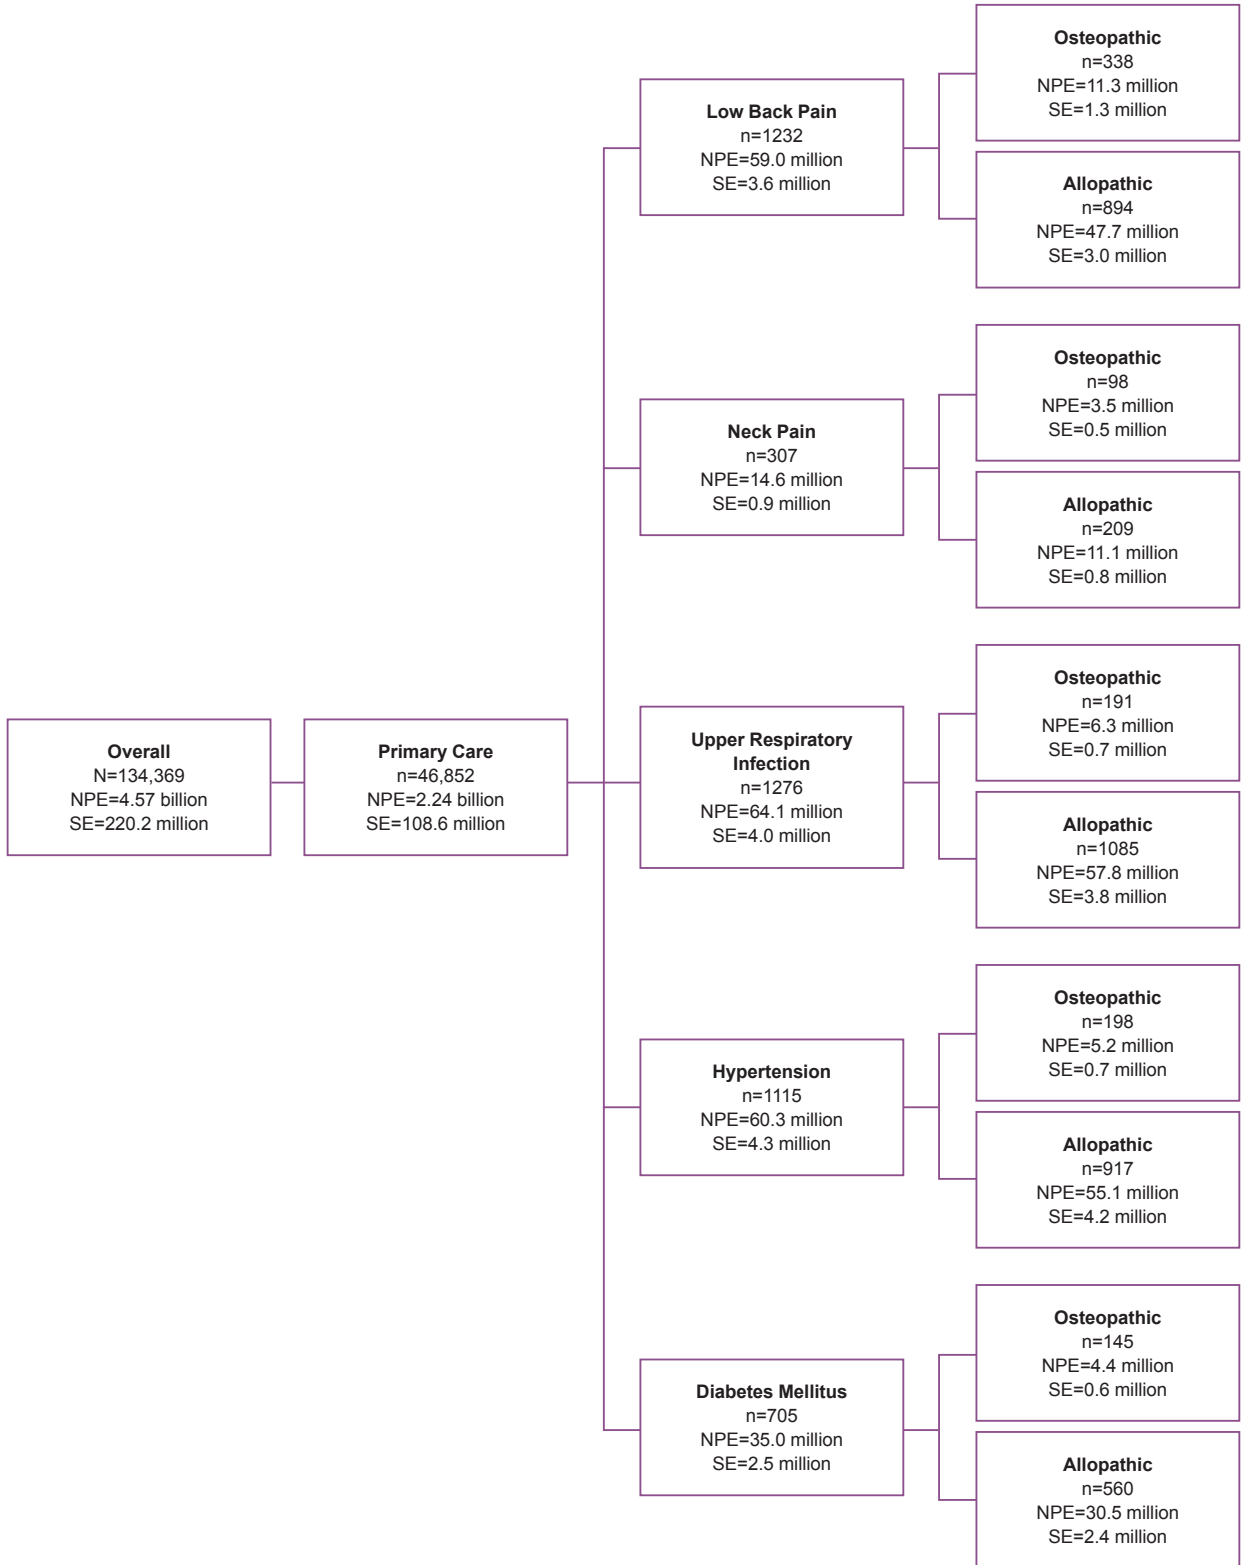 Overall
N=134,369
NPE=4.57 billion
SE=220.2 million
Primary Care
n=46,852
NPE=2.24 billion
SE=108.6 million
Low Back Pain
n=1232
NPE=59.0 million
SE=3.6 million
Osteopathic
n=338
NPE=11.3 million
SE=1.3 million
Allopathic
n=894
NPE=47.7 million
SE=3.0 million
Neck Pain
n=307
NPE=14.6 million
SE=0.9 million
Osteopathic
n=98
NPE=3.5 million
SE=0.5 million
Allopathic
n=209
NPE=11.1 million
SE=0.8 million
Upper Respiratory
Infection
n=1276
NPE=64.1 million
SE=4.0 million
Osteopathic
n=191
NPE=6.3 million
SE=0.7 million
Allopathic
n=1085
NPE=57.8 million
SE=3.8 million
Hypertension
n=1115
NPE=60.3 million
SE=4.3 million
Osteopathic
n=198
NPE=5.2 million
SE=0.7 million
Allopathic
n=917
NPE=55.1 million
SE=4.2 million
Diabetes Mellitus
n=705
NPE=35.0 million
SE=2.5 million
Osteopathic
n=145
NPE=4.4 million
SE=0.6 million
Allopathic
n=560
NPE=30.5 million
SE=2.4 million